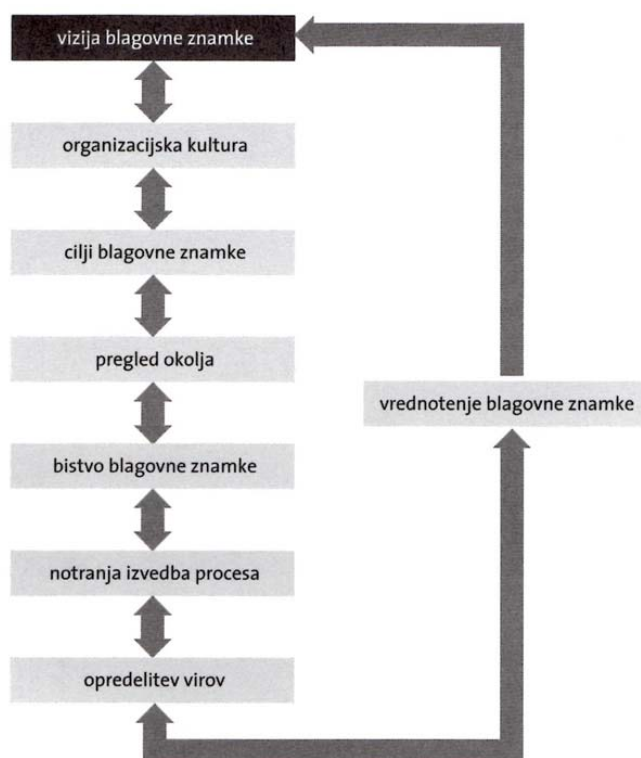 vizija blagovne znamke
organizacijska kultura
cilji blagovne znamke
pregled okolja
vrednotenje blagovne znamke
bistvo blagovne znamke
notranja izvedba procesa
opredelitev virov